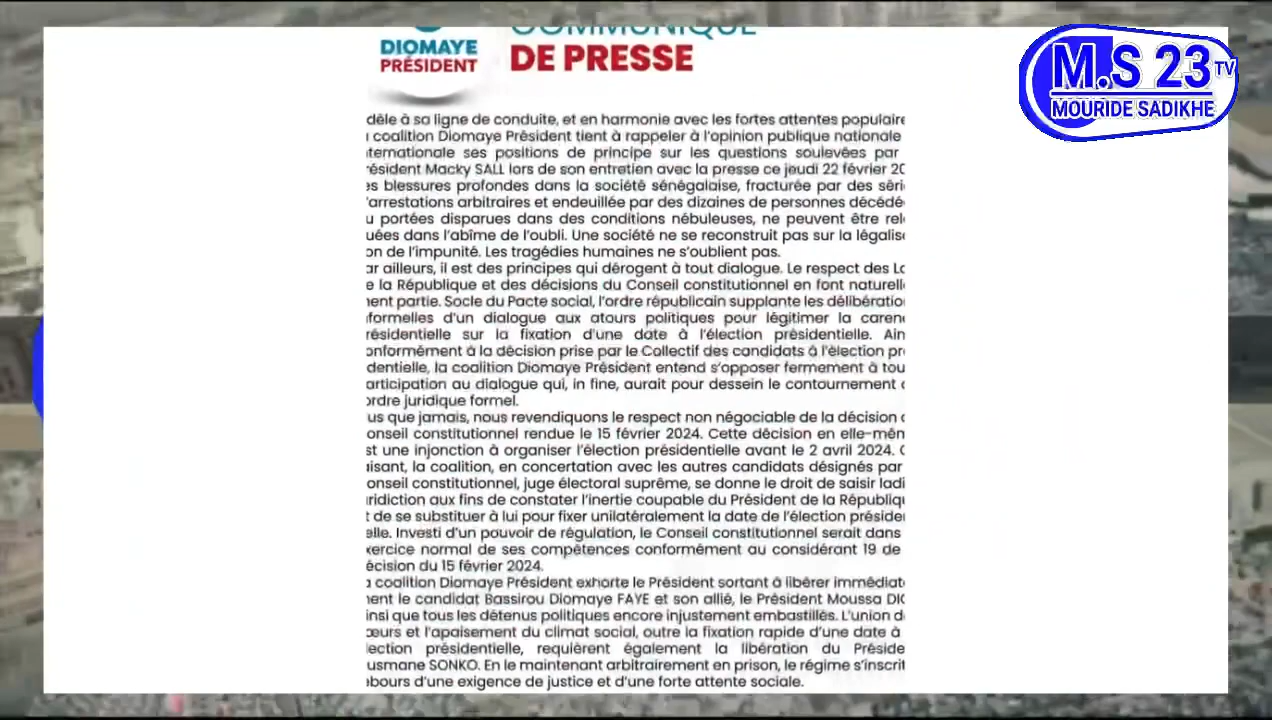 COMMUNIQUÉ
DIOMAYE
PRÉSIDENT
DE PRESSE
M.S 23 TV
MOURIDE SADIKHE
dèle à sa ligne de conduite, et en harmonie avec les fortes attentes populaire
coalition Diomaye Président tient à rappeler à l'opinion publique nationale
nternationale ses positions de principe sur les questions soulevées par
résident Macky SALL lors de son entretien avec la presse ce jeudi 22 février 20
es blessures profondes dans la société sénégalaise, fracturée par des séri
'arrestations arbitraires et endeuillée par des dizaines de personnes décédé
u portées disparues dans des conditions nébuleuses, ne peuvent être rel
uées dans l'abîme de l'oubli. Une société ne se reconstruit pas sur la légalis
on de l'impunité. Les tragédies humaines ne s'oublient pas.
ar ailleurs, il est des principes qui dérogent à tout dialogue. Le respect des Lo
e la République et des décisions du Conseil constitutionnel en font naturell
ent partie. Socle du Pacte social, l'ordre républicain supplante les délibératio
formelles d'un dialogue aux atours politiques pour légitimer la caren
résidentielle sur la fixation d'une date à l'élection présidentielle. Ain
onformément à la décision prise par le Collectif des candidats à l'élection pr
dentielle, la coalition Diomaye Président entend s'opposer fermement à tou
articipation au dialogue qui, in fine, aurait pour dessein le contournement
ordre juridique formel.
us que jamais, nous revendiquons le respect non négociable de la décision
onseil constitutionnel rendue le 15 février 2024. Cette décision en elle-mêm
st une injonction à organiser l'élection présidentielle avant le 2 avril 2024.
isant, la coalition, en concertation avec les autres candidats désignés par
onseil constitutionnel, juge électoral suprême, se donne le droit de saisir ladi
ridiction aux fins de constater l'inertie coupable du Président de la Républiqu
t de se substituer à lui pour fixer unilatéralement la date de l'élection présiden
elle. Investi d'un pouvoir de régulation, le Conseil constitutionnel serait dans
xercice normal de ses compétences conformément au considérant 19 de
écision du 15 février 2024.
a coalition Diomaye Président exhorte le Président sortant à libérer immédiat
ent le candidat Bassirou Diomaye FAYE et son allié, le Président Moussa DIO
insi que tous les détenus politiques encore injustement embastillés. L'union d
œurs et l'apaisement du climat social, outre la fixation rapide d'une date à
lection présidentielle, requièrent également la libération du Préside
usmane SONKO. En le maintenant arbitrairement en prison, le régime s'inscrit
bours d'une exigence de justice et d'une forte attente sociale.